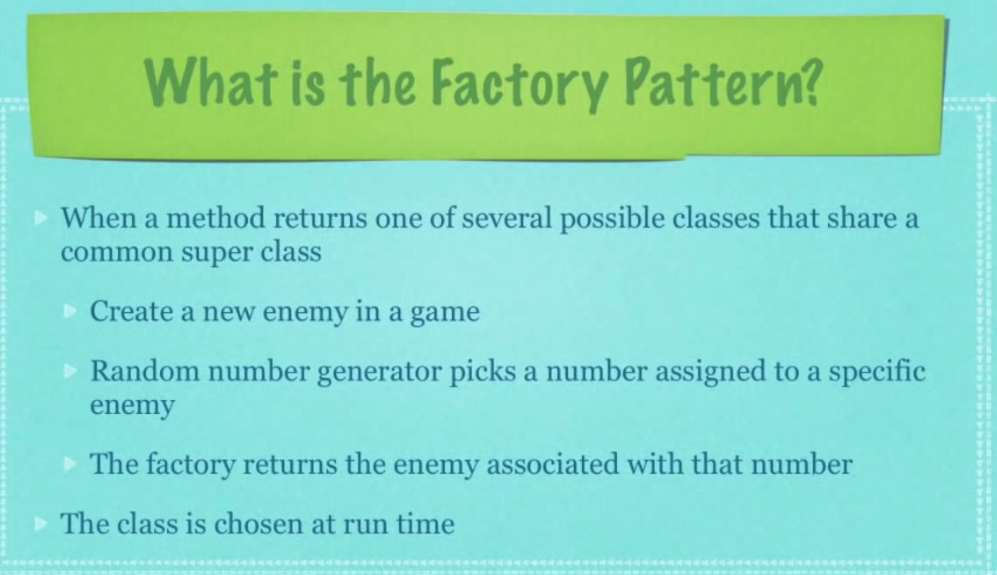 What is the Factory Pattern?
When a method returns one of several possible classes that share a
common super class
Create a new enemy in a game
Random number generator picks a number assigned to a specific
enemy
The factory returns the enemy associated with that number
The class is chosen at run time